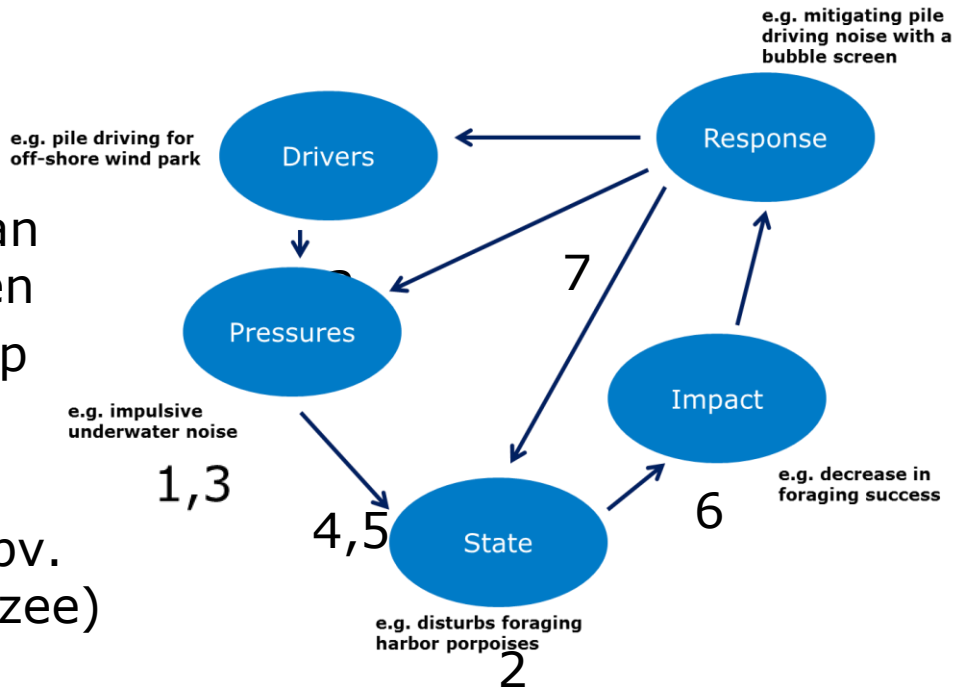 e.g. mitigating pile
driving noise with a
bubble screen
e.g. pile driving for
off-shore wind park
Drivers
Response
an
en
p
7
Pressures
Impact
e.g. impulsive
underwater noise
1,3
e.g. decrease in
foraging success
6
4,5
State
ov.
zee)
e.g. disturbs foraging
harbor porpoises
2